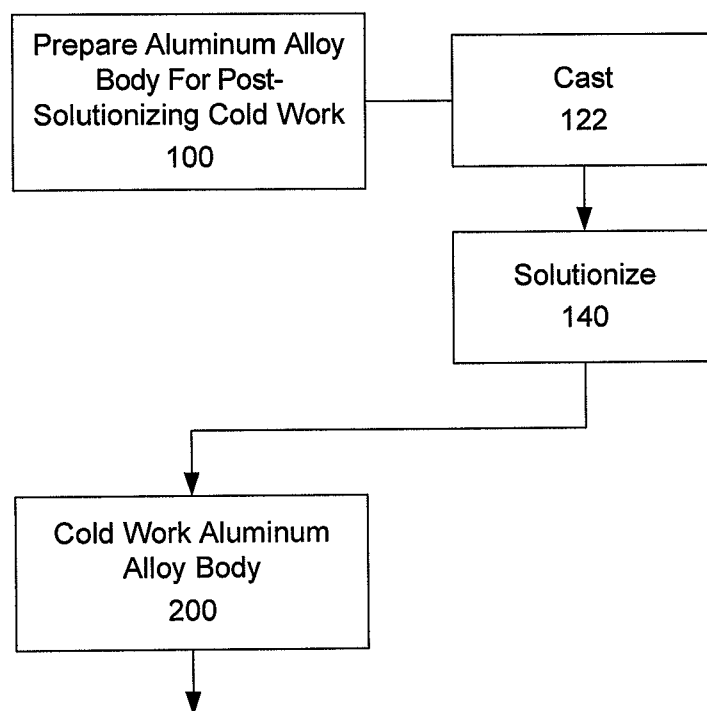 Prepare Aluminum Alloy
Body For Post-
Solutionizing Cold Work
100
Cast
122
Solutionize
140
Cold Work Aluminum
Alloy Body
200